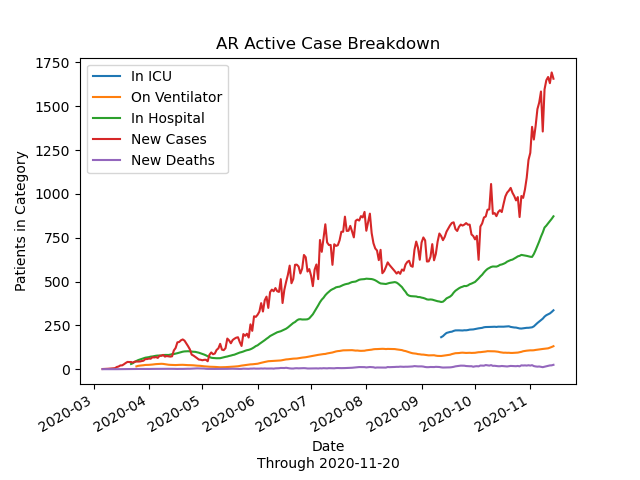 AR Active Case Breakdown
In ICU
On Ventilator
In Hospital
New Cases
New Deaths
Patients in Category
1750
1500
1250
1000
750
500
250
0
2020-03
2020-04
2020-05
2020-06
2020-07
2020-08
2020-09
2020-10
2020-11
Date
Through 2020-11-20